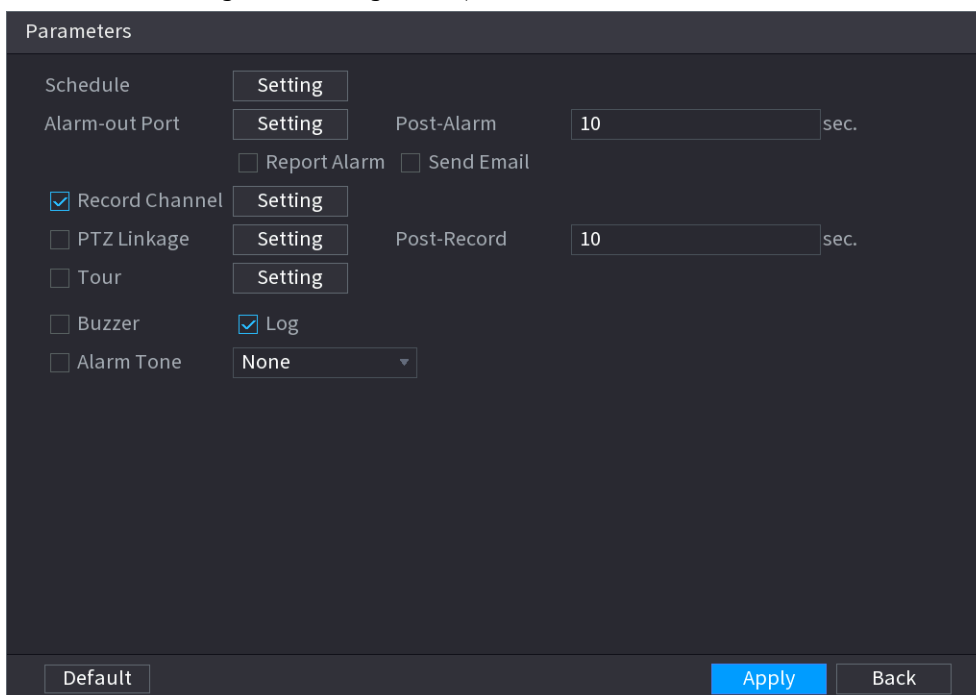 Parameters
Schedule Setting
Alarm-out Port Setting Post-Alarm 10 sec.
Report Alarm Send Email
Record Channel Setting
PTZ Linkage Setting Post-Record 10 sec.
Tour Setting
Buzzer Log
Alarm Tone None
Default Apply Back